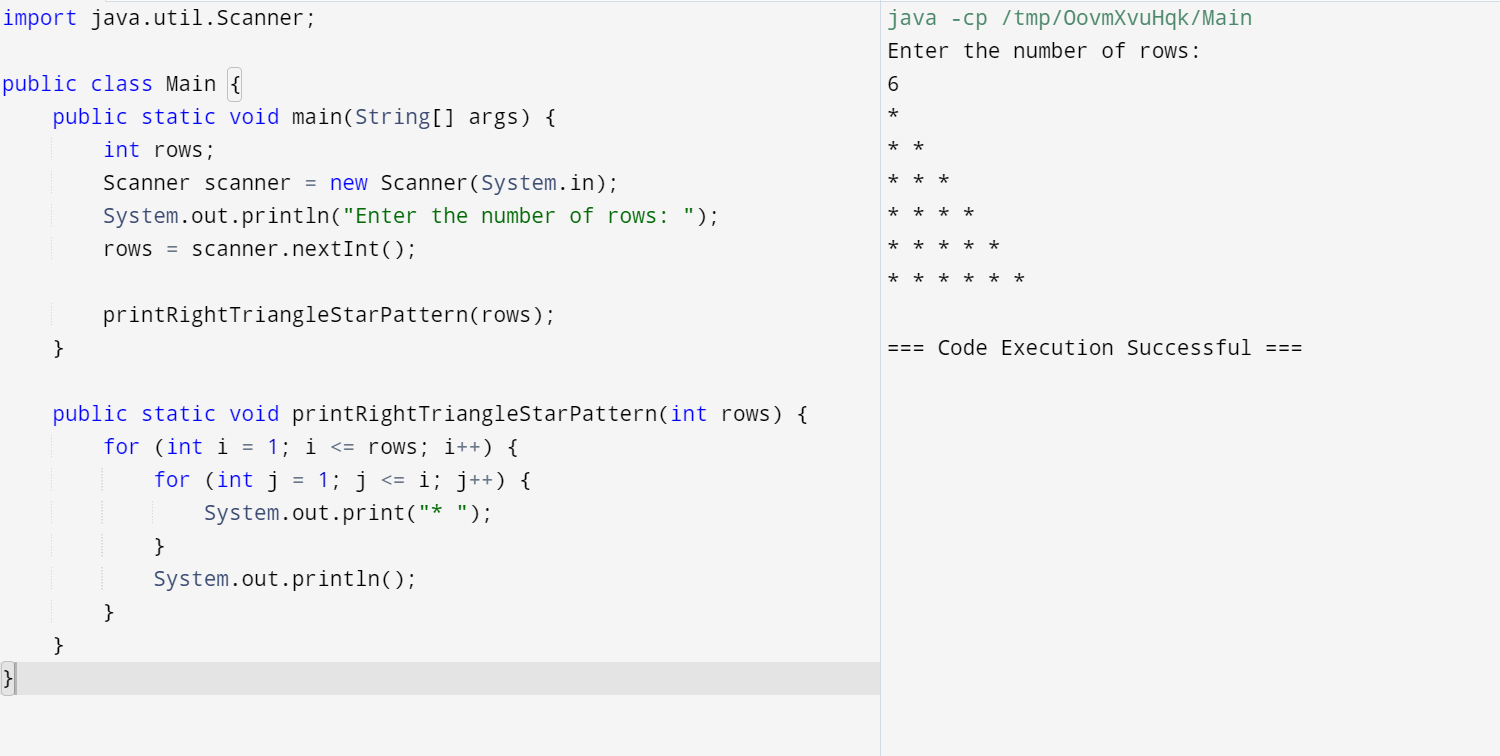 import java.util.Scanner;

public class Main {
    public static void main(String[] args) {
        int rows;
        Scanner scanner = new Scanner(System.in);
        System.out.println("Enter the number of rows: ");
        rows = scanner.nextInt();

        printRightTriangleStarPattern(rows);
    }

    public static void printRightTriangleStarPattern(int rows) {
        for (int i = 1; i <= rows; i++) {
            for (int j = 1; j <= i; j++) {
                System.out.print("* ");
            }
            System.out.println();
        }
    }
}
java -cp /tmp/OovmXvuHqk/Main
Enter the number of rows:
6
*
* *
* * *
* * * *
* * * * *
* * * * * *

=== Code Execution Successful ===